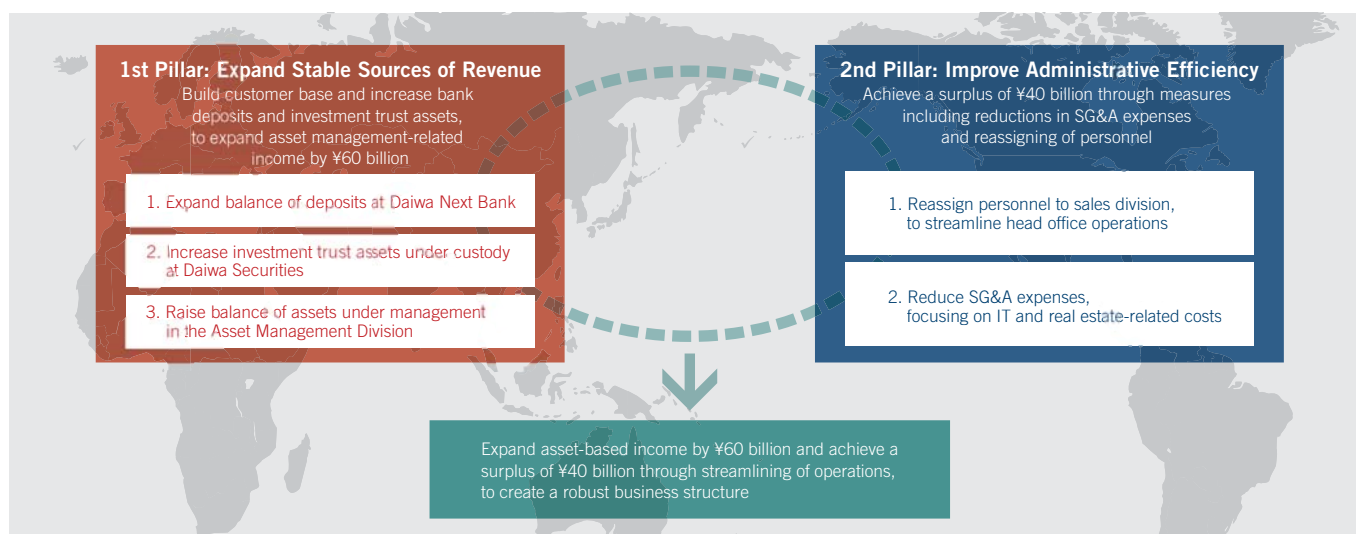 1st Pillar: Expand Stable Sources of Revenue
Build customer base and increase bank
deposits and investment trust assets,
to expand asset management-related
income by ¥60 billion
1. Expand balance of deposits at Daiwa Next Bank
2. Increase investment trust assets under custody
at Daiwa Securities
3. Raise balance of assets under management
in the Asset Management Division
2nd Pillar: Improve Administrative Efficiency
Achieve a surplus of ¥40 billion through measures
including reductions in SG&A expenses
and reassigning of personnel
1. Reassign personnel to sales division,
to streamline head office operations
2. Reduce SG&A expenses,
focusing on IT and real estate-related costs
Expand asset-based income by ¥60 billion and achieve a
surplus of ¥40 billion through streamlining of operations,
to create a robust business structure